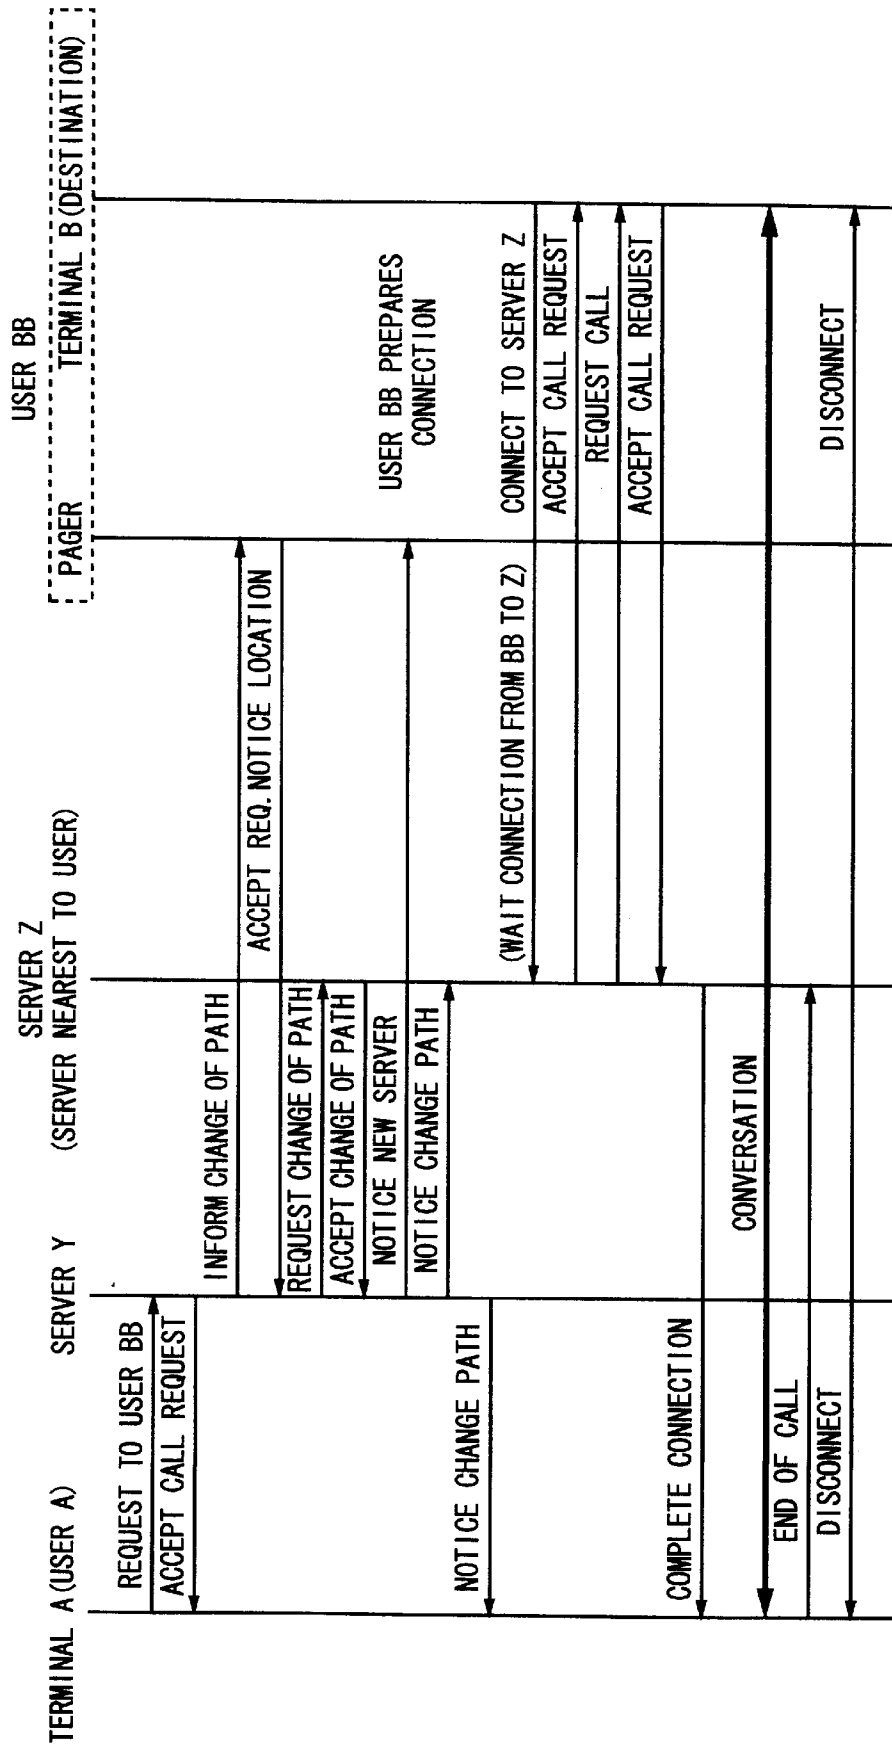 USER BB
TERMINAL A(USER A)
SERVER Y
SERVER Z
(SERVER NEAREST TO USER)
PAGER
TERMINAL B(DESTINATION)
REQUEST TO USER BB
ACCEPT CALL REQUEST
INFORM CHANGE OF PATH
ACCEPT REQ. NOTICE LOCATION
REQUEST CHANGE OF PATH
ACCEPT CHANGE OF PATH
NOTICE NEW SERVER
USER BB PREPARES
CONNECTION
NOTICE CHANGE PATH
NOTICE CHANGE PATH
(WAIT CONNECTION FROM BB TO Z)
CONNECT TO SERVER Z
ACCEPT CALL REQUEST
REQUEST CALL
ACCEPT CALL REQUEST
COMPLETE CONNECTION
CONVERSATION
END OF CALL
DISCONNECT
DISCONNECT